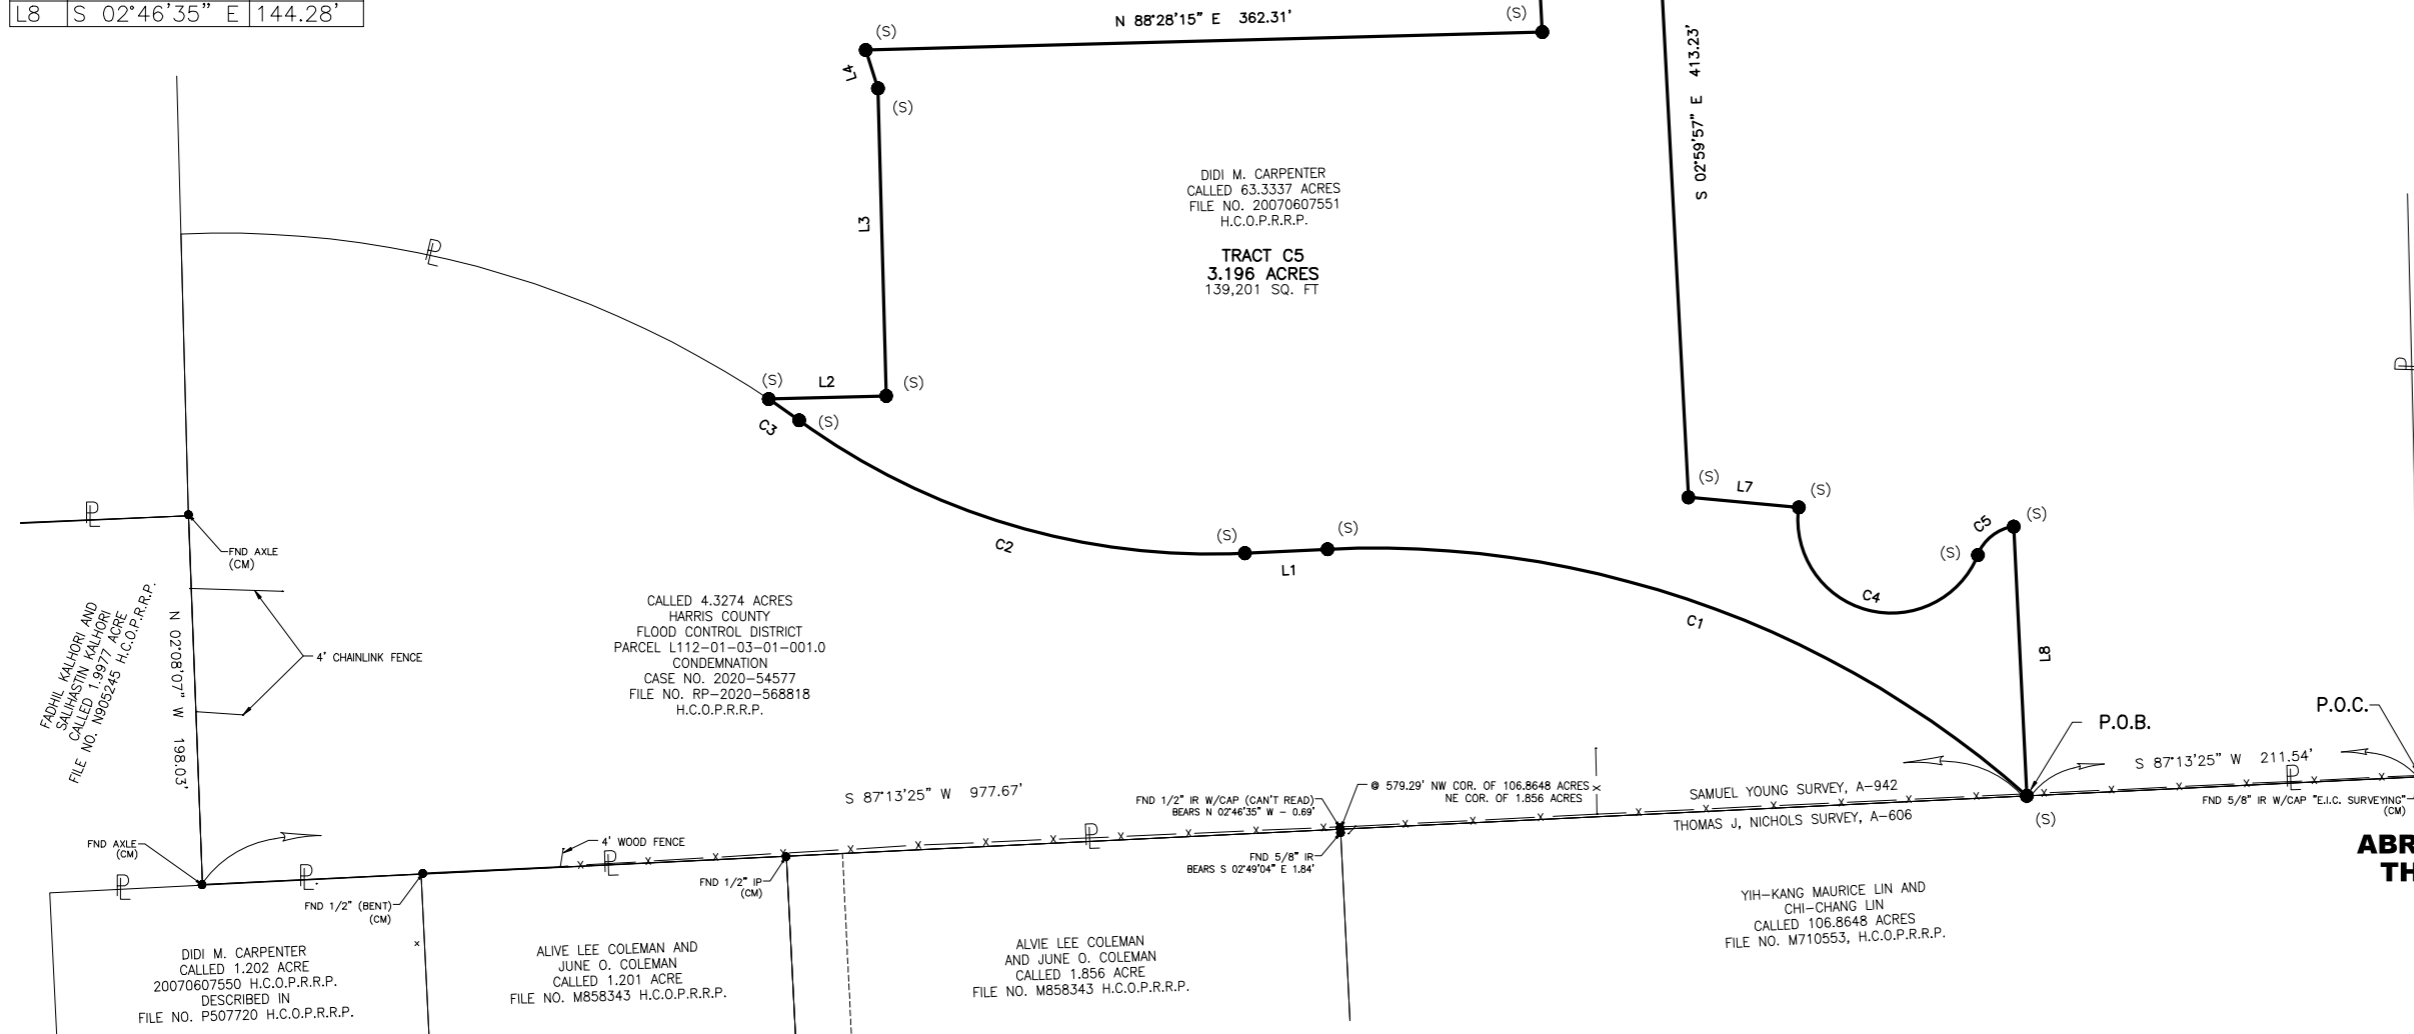 L8 S 02°46'35" E 144.28'
N 88°28'15" E 362.31'
(S)
(S)
L4
(S)
S 02°59'57" E 413.23'
L3
DIDI M. CARPENTER
CALLED 63.3337 ACRES
FILE NO. 20070607551
H.C.O.P.R.R.P.
TRACT C5
3.196 ACRES
139,201 SQ. FT
PL
PL
(S)
L2
(S)
C3
(S)
(S)
L7
(S)
PL
FND AXLE
(CM)
C2
(S)
L1
(S)
C5
(S)
(S)
C4
C1
L8
FADHIL KALHORI AND
SALIHASTIN KALHORI
CALLED 1.9977 ACRE
FILE NO. N905245 H.C.O.P.R.R.P.
N 02°08'07" W 198.03'
4' CHAINLINK FENCE
CALLED 4.3274 ACRES
HARRIS COUNTY
FLOOD CONTROL DISTRICT
PARCEL L112-01-03-01-001.0
CONDEMNATION
CASE NO. 2020-54577
FILE NO. RP-2020-568818
H.C.O.P.R.R.P.
P.O.B.
P.O.C.
S 87°13'25" W 211.54'
PL
S 87°13'25" W 977.67'
@ 579.29' NW COR. OF 106.8648 ACRES
NE COR. OF 1.856 ACRES
FND 1/2" IR W/CAP (CAN'T READ)
BEARS N 02°46'35" W - 0.69'
SAMUEL YOUNG SURVEY, A-942
THOMAS J, NICHOLS SURVEY, A-606
(S)
FND 5/8" IR W/CAP "E.I.C. SURVEYING"
(CM)
FND AXLE
(CM)
4' WOOD FENCE
PL
PL
PL
PL
FND 1/2" (BENT)
(CM)
FND 1/2" IP
(CM)
FND 5/8" IR
BEARS S 02°49'04" E 1.84'
ABR
TH
DIDI M. CARPENTER
CALLED 1.202 ACRE
20070607550 H.C.O.P.R.R.P.
DESCRIBED IN
FILE NO. P507720 H.C.O.P.R.R.P.
ALIVE LEE COLEMAN AND
JUNE O. COLEMAN
CALLED 1.201 ACRE
FILE NO. M858343 H.C.O.P.R.R.P.
ALVIE LEE COLEMAN
AND JUNE O. COLEMAN
CALLED 1.856 ACRE
FILE NO. M858343 H.C.O.P.R.R.P.
YIH-KANG MAURICE LIN AND
CHI-CHANG LIN
CALLED 106.8648 ACRES
FILE NO. M710553, H.C.O.P.R.R.P.